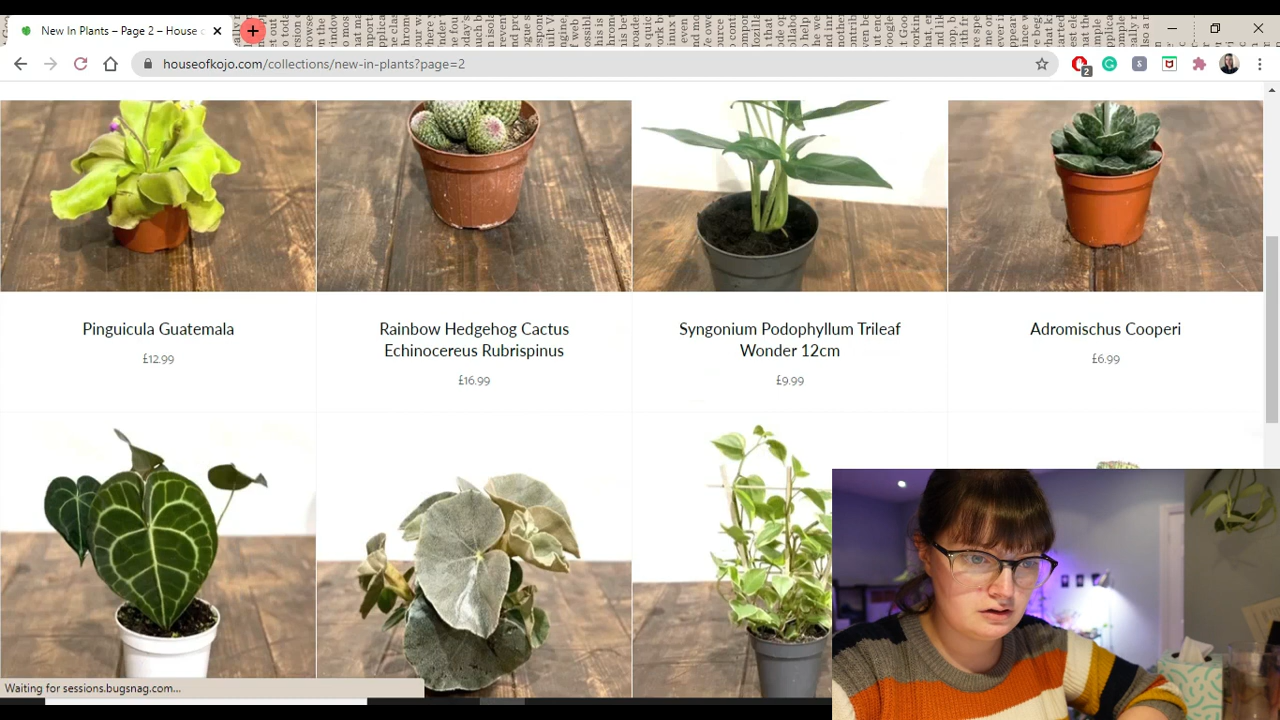 New In Plants – Page 2 – House o
houseofkojo.com/collections/new-in-plants?page=2
2
Pinguicula Guatemala
£12.99
Rainbow Hedgehog Cactus
Echinocereus Rubrispinus
£16.99
Syngonium Podophyllum Trileaf
Wonder 12cm
£9.99
Adromischus Cooperi
£6.99
Waiting for sessions.bugsnag.com...